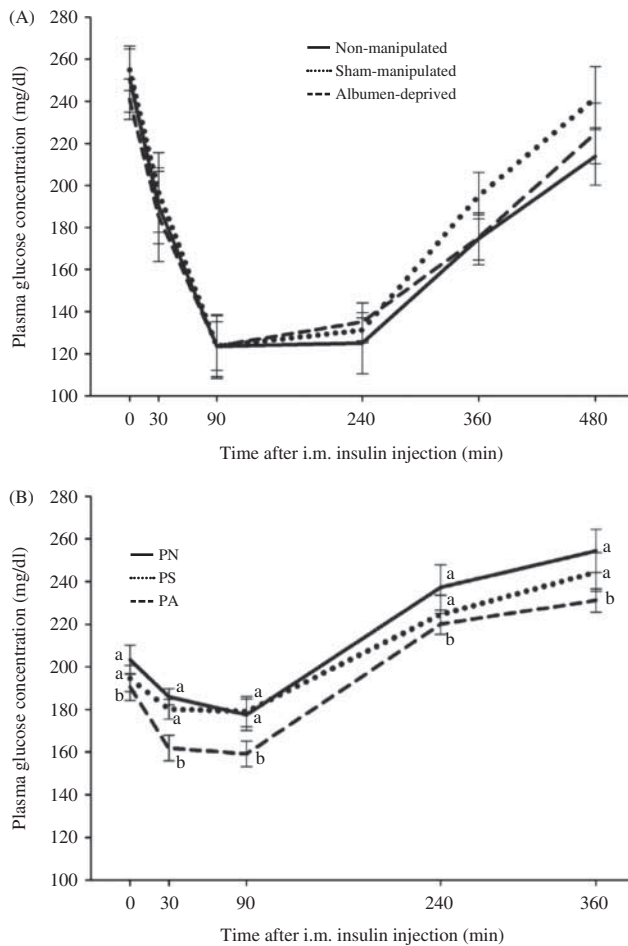 (A)
280
260
240
220
200
180
160
140
120
100
Plasma glucose concentration (mg/dl)
Non-manipulated
Sham-manipulated
Albumen-deprived
0 30 90 240 360 480
Time after i.m. insulin injection (min)
(B)
280
260
240
220
200
180
160
140
120
100
Plasma glucose concentration (mg/dl)
PN
PS
PA
a
a
b
a
a
b
a
a
b
a
a
b
a
a
b
0 30 90 240 360
Time after i.m. insulin injection (min)